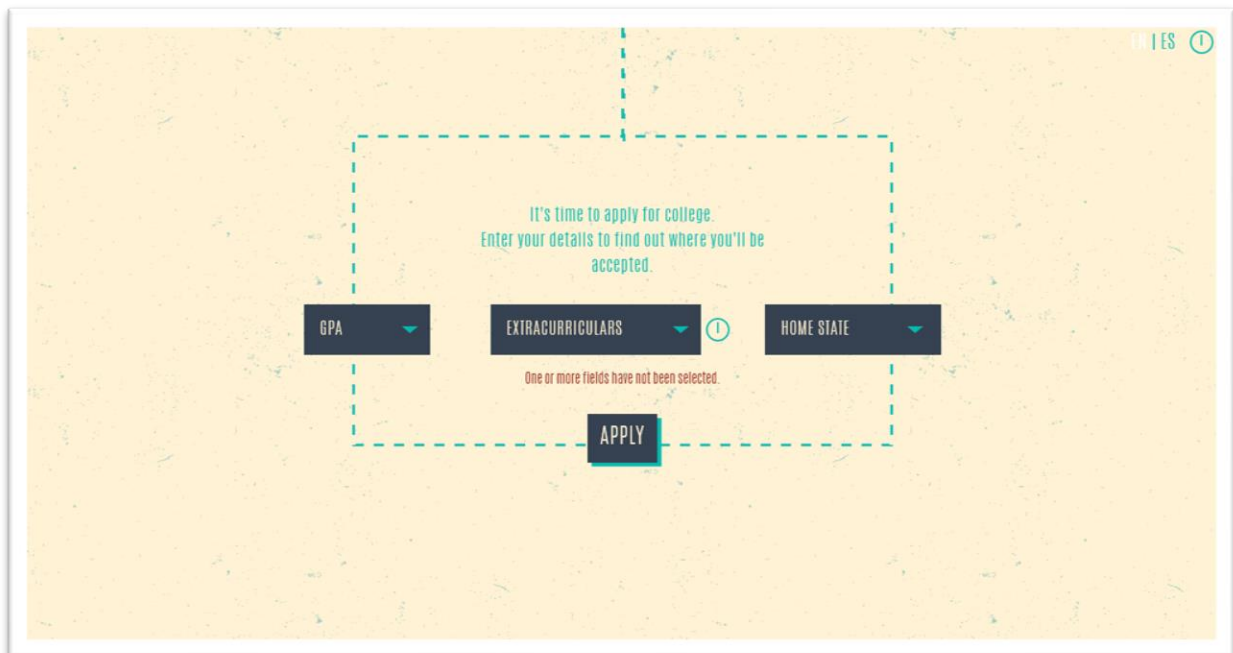 EN | ES
It's time to apply for college.
Enter your details to find out where you'll be
accepted.
GPA
EXTRACURRICULARS
HOME STATE
One or more fields have not been selected.
APPLY